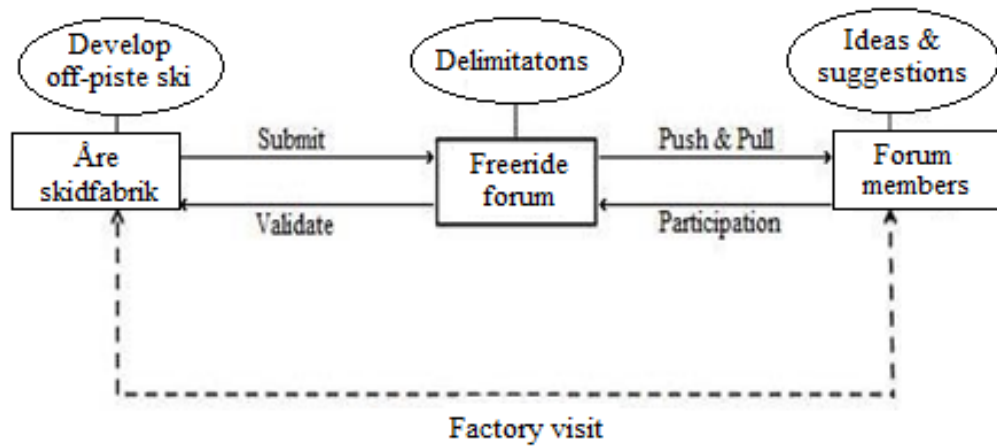 Develop
off-piste ski
Delimitatons
Ideas &
suggestions
Åre
skidfabrik
Submit
Freeride
forum
Push & Pull
Forum
members
Validate
Participation
Factory visit